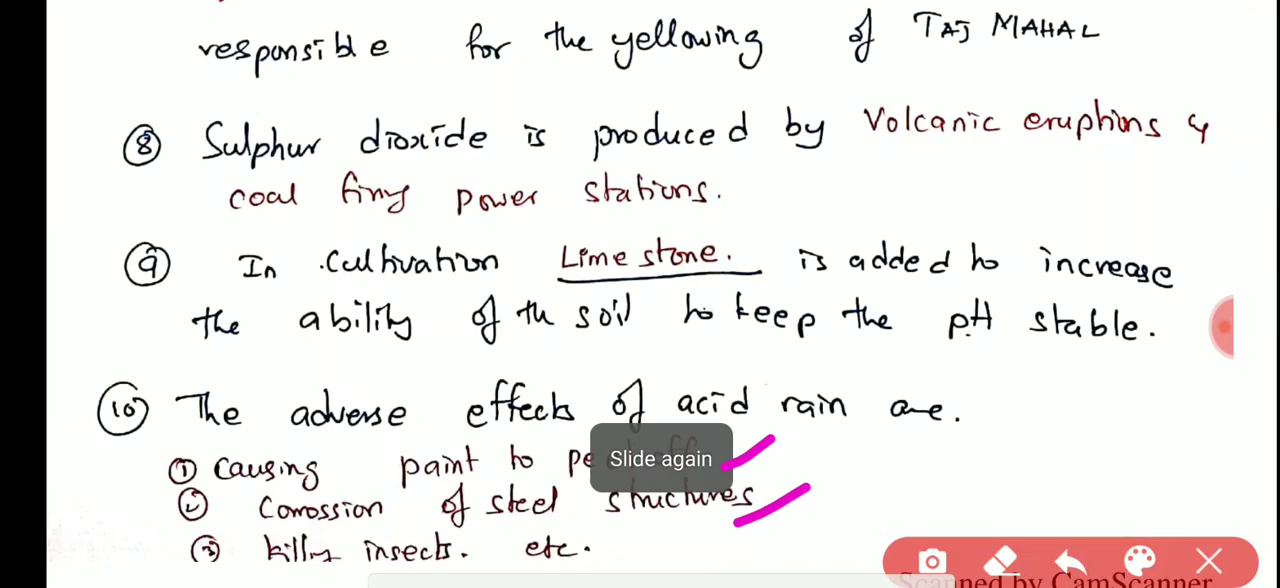 responsible for the yellowing of TAJ MAHAL
⑧ Sulphur dioxide is produced by Volcanic eruptions &
coal firing power stations.
⑨ In cultivation Lime stone. is added to increase
the ability of the soil to keep the pH stable.
⑩ The adverse effects of acid rain are.
① Causing paint to
Slide again
② Corrossion of steel structures
③ killing insects. etc.
Scanned by CamScanner